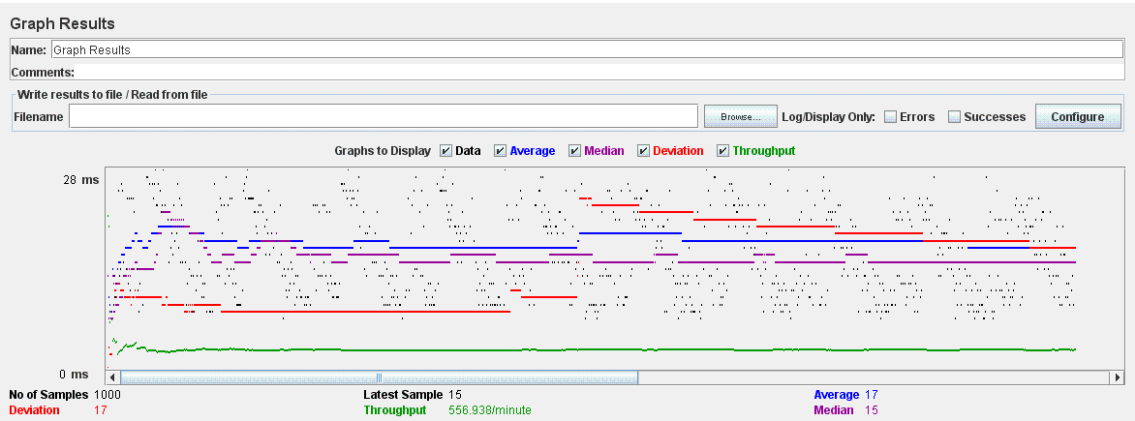 Graph Results
Name: Graph Results
Comments:
Write results to file / Read from file
Filename Browse... Log/Display Only: Errors Successes Configure
Graphs to Display Data Average Median Deviation Throughput
28 ms
0 ms
No of Samples 1000 Latest Sample 15 Average 17
Deviation 17 Throughput 556.938/minute Median 15